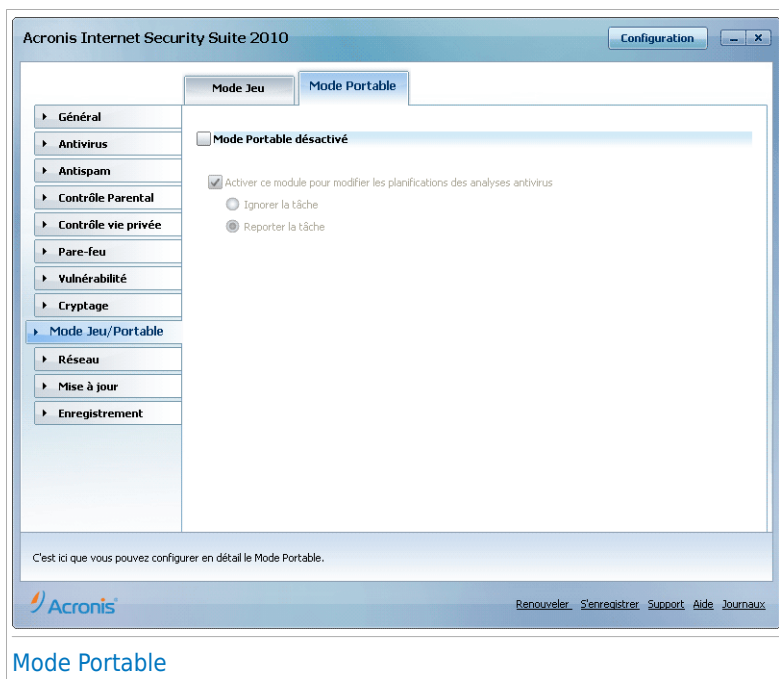 Acronis Internet Security Suite 2010
Configuration
Mode Jeu
Mode Portable
Général
Antivirus
Antispam
Contrôle Parental
Contrôle vie privée
Pare-feu
Vulnérabilité
Cryptage
Mode Jeu/Portable
Réseau
Mise à jour
Enregistrement
Mode Portable désactivé
Activer ce module pour modifier les planifications des analyses antivirus
Ignorer la tâche
Reporter la tâche
C'est ici que vous pouvez configurer en détail le Mode Portable.
Acronis
Renouveler S'enregistrer Support Aide Journaux
Mode Portable